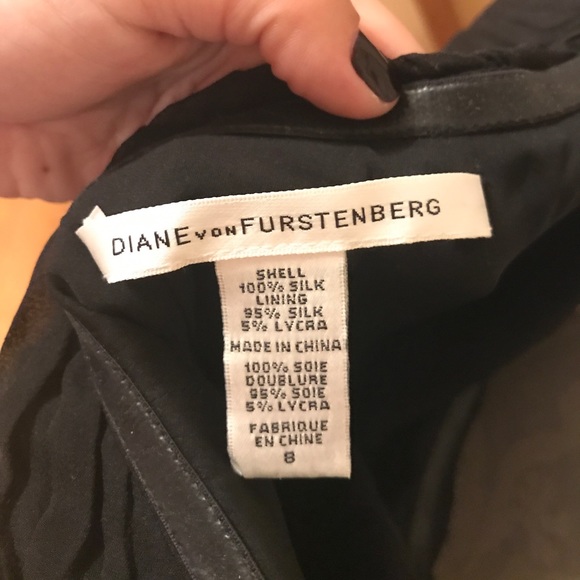 DIANE VON FURSTENBERG
SHELL
100% SILK
LINING
95% SILK
5% LYCRA
MADE IN CHINA
100% SOIE
DOUBLURE
95% SOIE
5% LYCRA
FABRIQUE
EN CHINE
8